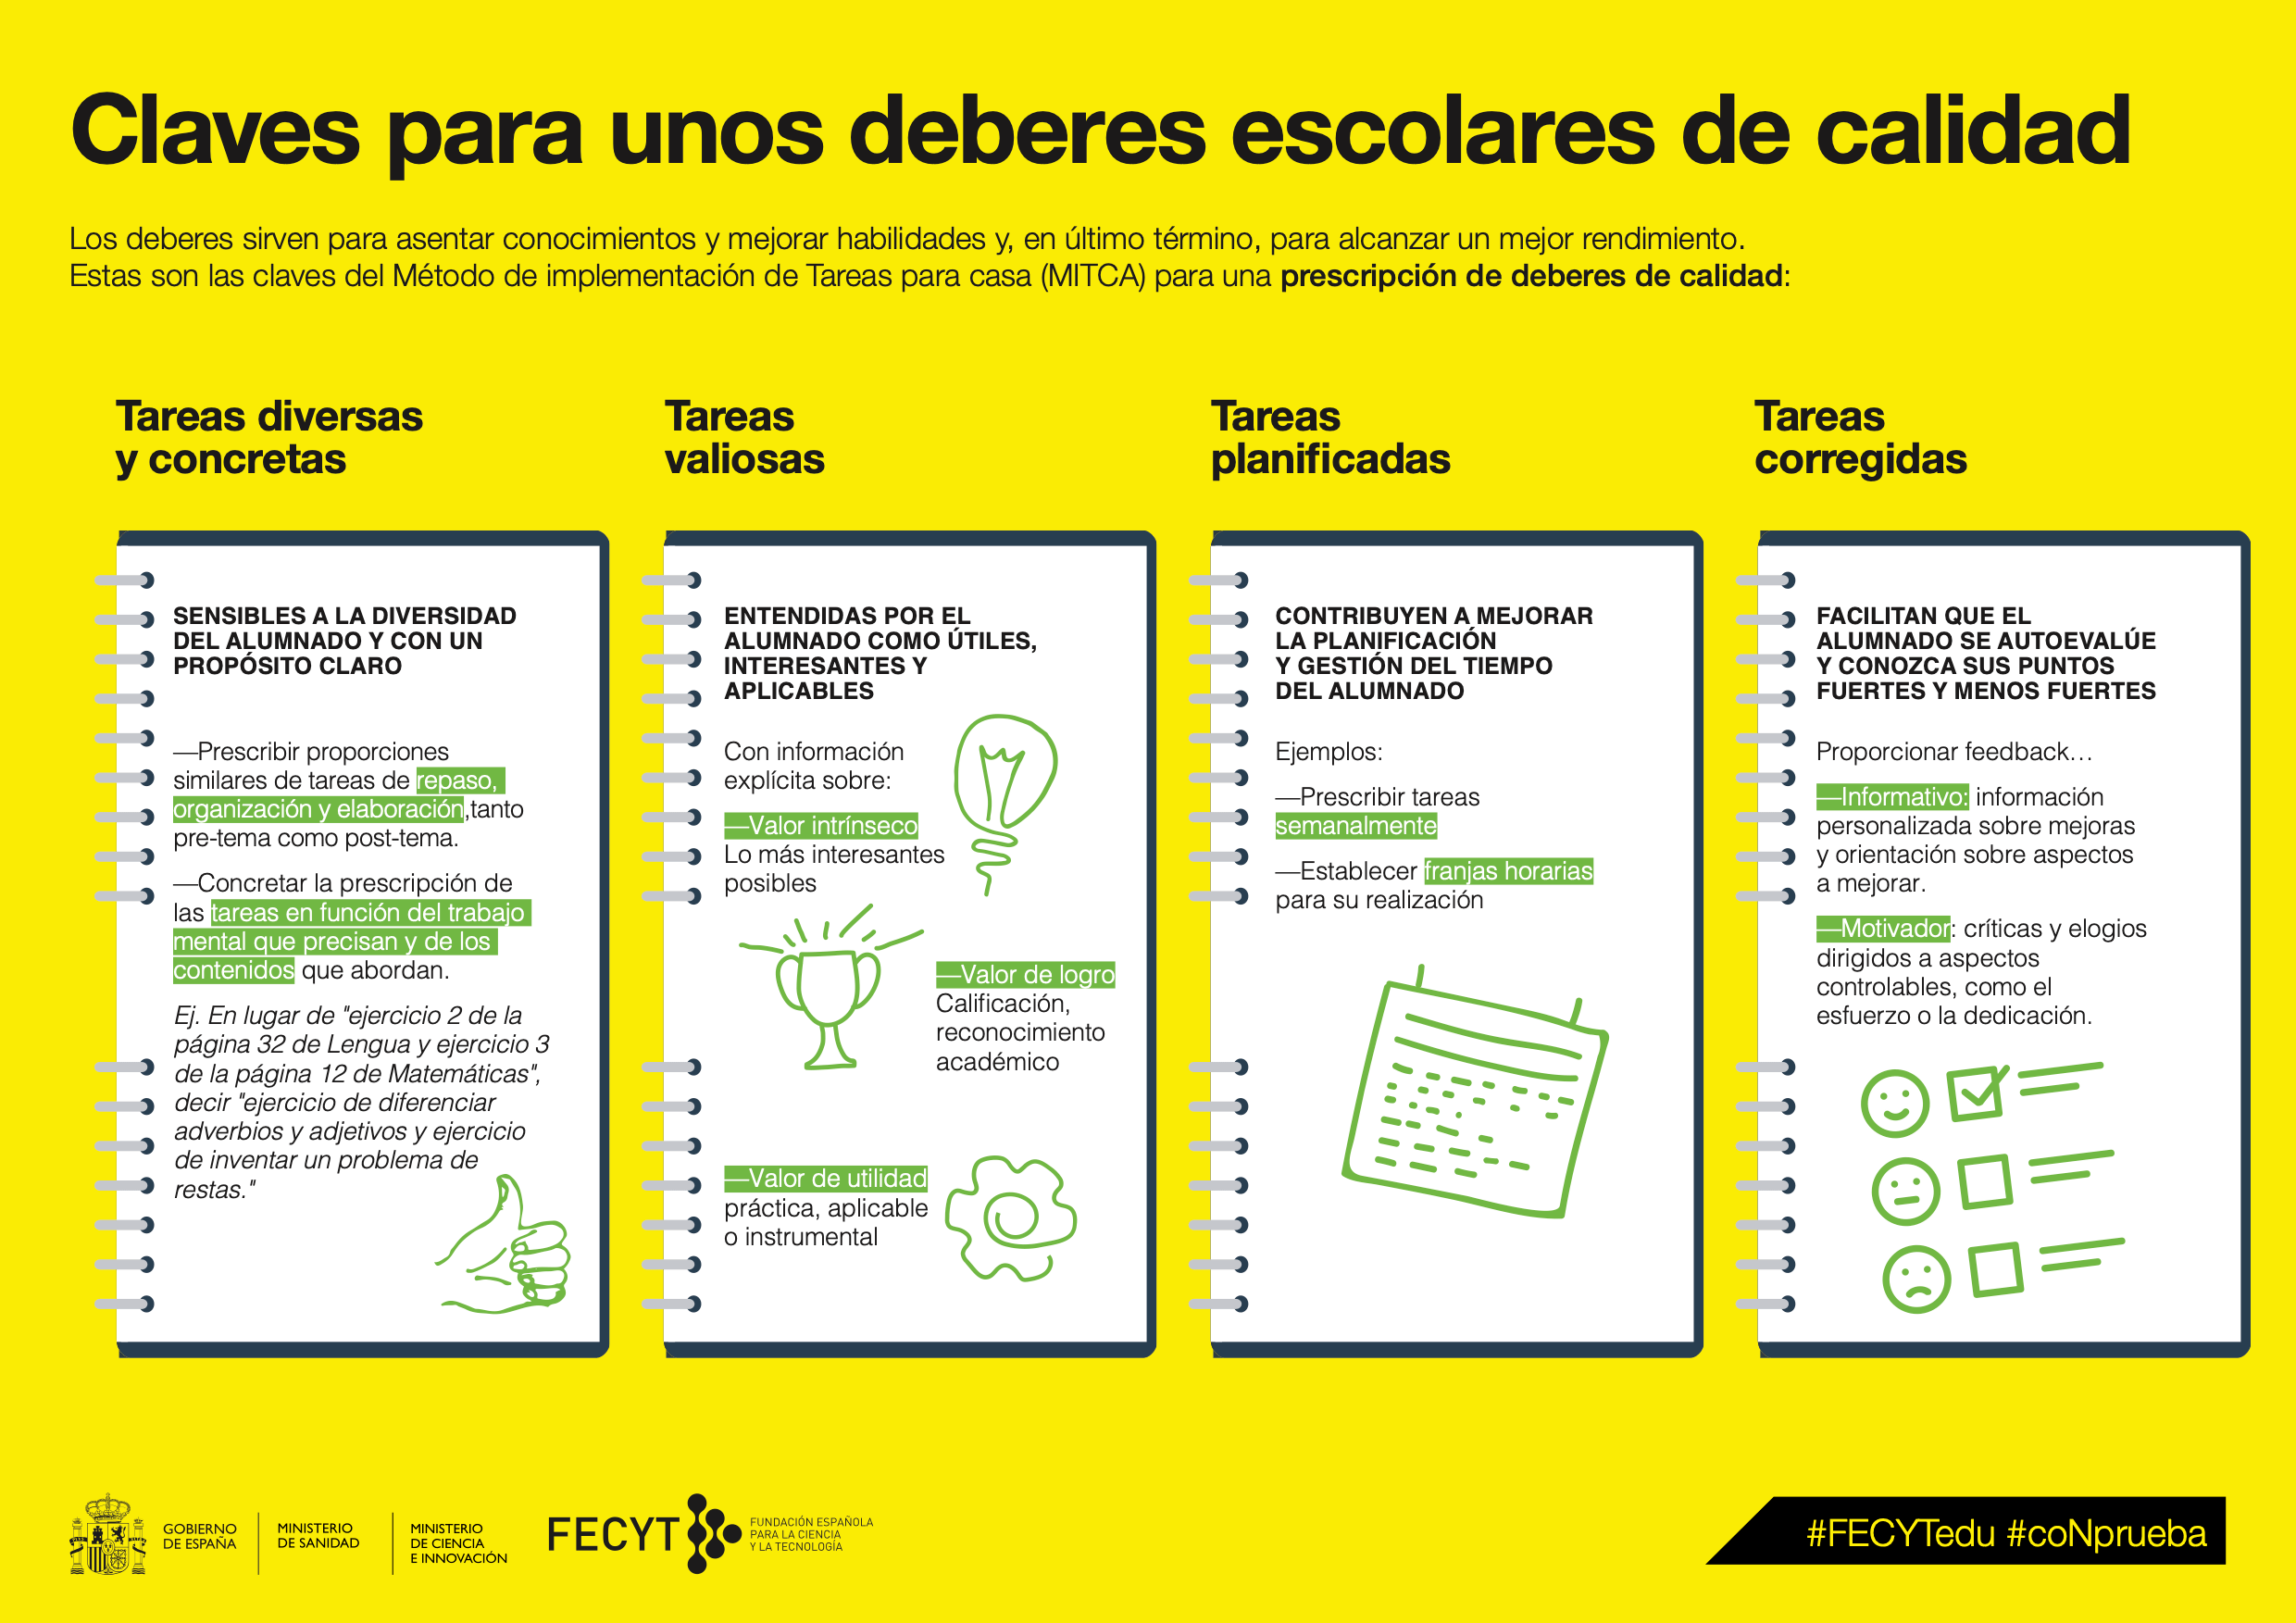 Claves para unos deberes escolares de calidad
Los deberes sirven para asentar conocimientos y mejorar habilidades y, en último término, para alcanzar un mejor rendimiento.
Estas son las claves del Método de implementación de Tareas para casa (MITCA) para una prescripción de deberes de calidad:
Tareas diversas
y concretas
SENSIBLES A LA DIVERSIDAD
DEL ALUMNADO Y CON UN
PROPÓSITO CLARO
—Prescribir proporciones
similares de tareas de repaso,
organización y elaboración,tanto
pre-tema como post-tema.
—Concretar la prescripción de
las tareas en función del trabajo
mental que precisan y de los
contenidos que abordan.
Ej. En lugar de "ejercicio 2 de la
página 32 de Lengua y ejercicio 3
de la página 12 de Matemáticas",
decir "ejercicio de diferenciar
adverbios y adjetivos y ejercicio
de inventar un problema de
restas."
Tareas
valiosas
ENTENDIDAS POR EL
ALUMNADO COMO ÚTILES,
INTERESANTES Y
APLICABLES
Con información
explícita sobre:
—Valor intrínseco
Lo más interesantes
posibles
—Valor de logro
Calificación,
reconocimiento
académico
—Valor de utilidad
práctica, aplicable
o instrumental
Tareas
planificadas
CONTRIBUYEN A MEJORAR
LA PLANIFICACIÓN
Y GESTIÓN DEL TIEMPO
DEL ALUMNADO
Ejemplos:
—Prescribir tareas
semanalmente
—Establecer franjas horarias
para su realización
Tareas
corregidas
FACILITAN QUE EL
ALUMNADO SE AUTOEVALÚE
Y CONOZCA SUS PUNTOS
FUERTES Y MENOS FUERTES
Proporcionar feedback…
—Informativo: información
personalizada sobre mejoras
y orientación sobre aspectos
a mejorar.
—Motivador: críticas y elogios
dirigidos a aspectos
controlables, como el
esfuerzo o la dedicación.
GOBIERNO
DE ESPAÑA
MINISTERIO
DE SANIDAD
MINISTERIO
DE CIENCIA
E INNOVACIÓN
FECYT
FUNDACIÓN ESPAÑOLA
PARA LA CIENCIA
Y LA TECNOLOGÍA
#FECYTedu #coNprueba